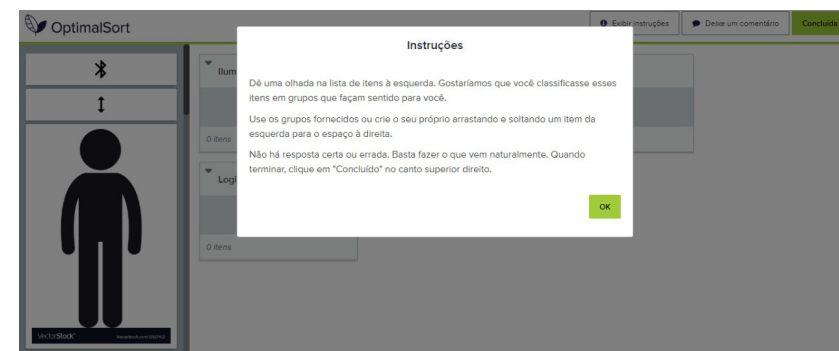 OptimalSort
Exibir instruções
Deixe um comentário
Concluída
Instruções
Dê uma olhada na lista de itens à esquerda. Gostaríamos que você classificasse esses
itens em grupos que façam sentido para você.
Use os grupos fornecidos ou crie o seu próprio arrastando e soltando um item da
esquerda para o espaço à direita.
Não há resposta certa ou errada. Basta fazer o que vem naturalmente. Quando
terminar, clique em "Concluído" no canto superior direito.
OK
Ilum
0 itens
Logi
0 itens
VectorStock